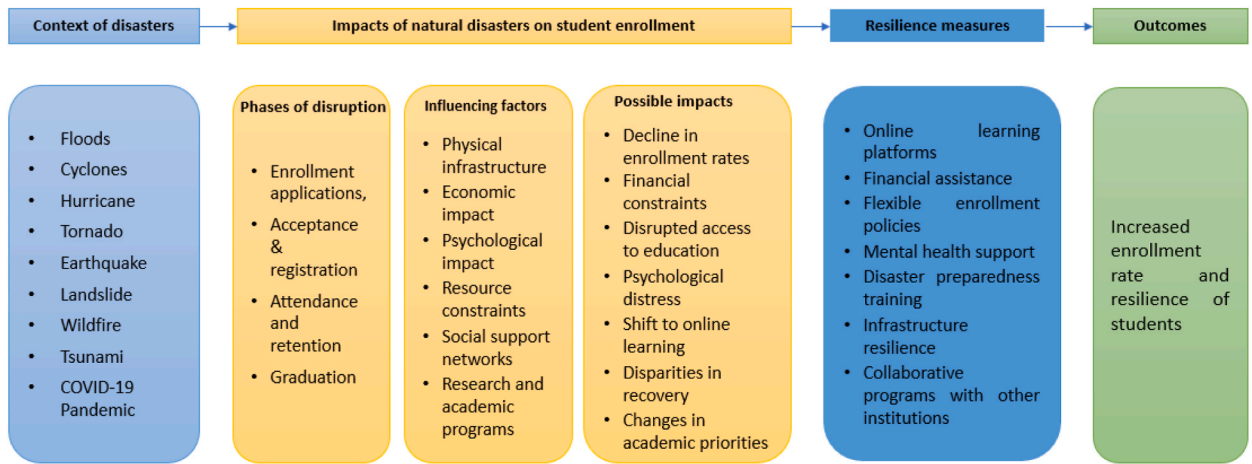 Context of disasters
Impacts of natural disasters on student enrollment
Resilience measures
Outcomes
• Floods
• Cyclones
• Hurricane
• Tornado
• Earthquake
• Landslide
• Wildfire
• Tsunami
• COVID-19
Pandemic
Phases of disruption
• Enrollment
applications,
• Acceptance
&
registration
• Attendance
and
retention
• Graduation
Influencing factors
• Physical
infrastructure
• Economic
impact
• Psychological
impact
• Resource
constraints
• Social support
networks
• Research and
academic
programs
Possible impacts
• Decline in
enrollment rates
• Financial
constraints
• Disrupted access
to education
• Psychological
distress
• Shift to online
learning
• Disparities in
recovery
• Changes in
academic priorities
• Online learning
platforms
• Financial assistance
• Flexible enrollment
policies
• Mental health support
• Disaster preparedness
training
• Infrastructure
resilience
• Collaborative
programs with other
institutions
Increased
enrollment
rate and
resilience of
students